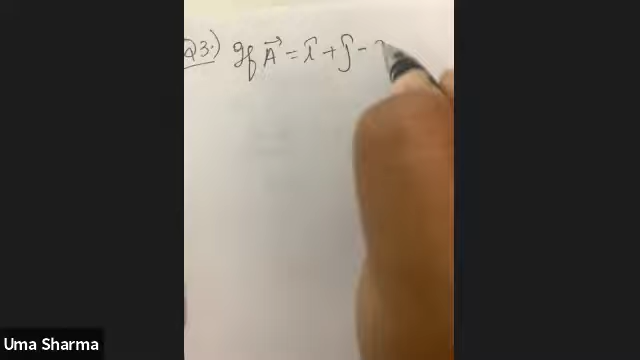 Q3.) If A⃗ = î + ĵ -
Uma Sharma